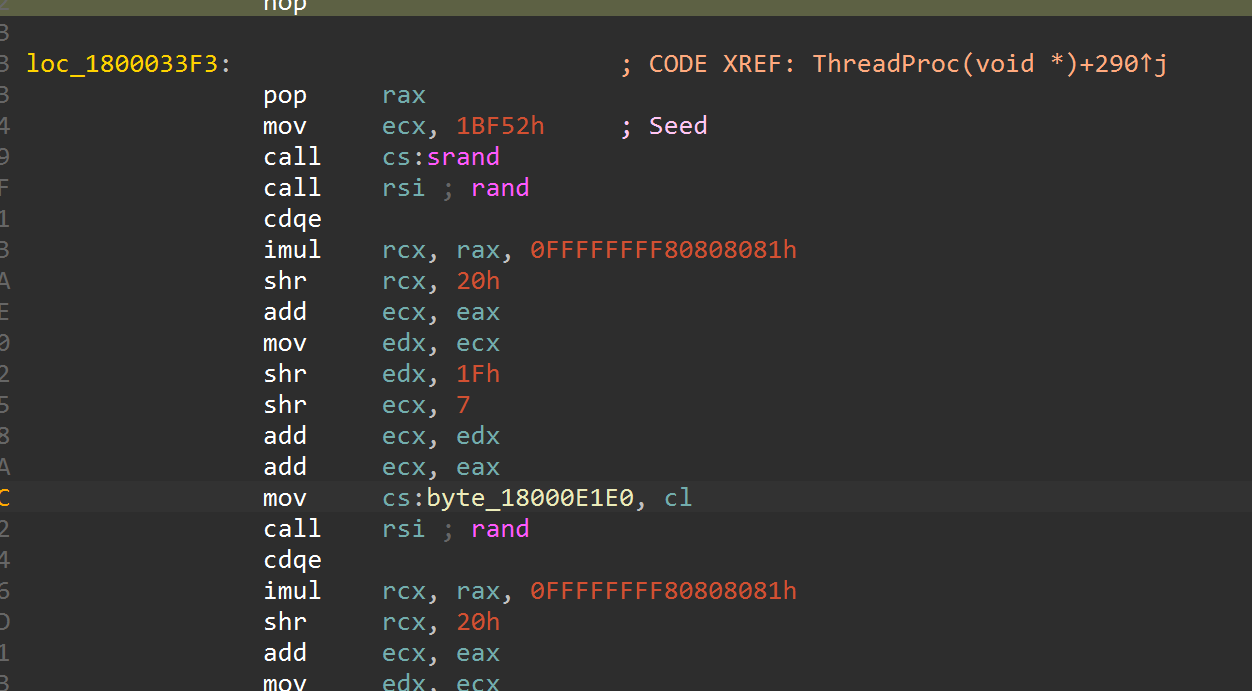 nop
3
3 loc_1800033F3: ; CODE XREF: ThreadProc(void *)+290↑j
3 pop rax
4 mov ecx, 1BF52h ; Seed
9 call cs:srand
F call rsi ; rand
1 cdqe
3 imul rcx, rax, 0FFFFFFFF80808081h
A shr rcx, 20h
E add ecx, eax
0 mov edx, ecx
2 shr edx, 1Fh
5 shr ecx, 7
8 add ecx, edx
A add ecx, eax
C mov cs:byte_18000E1E0, cl
2 call rsi ; rand
4 cdqe
6 imul rcx, rax, 0FFFFFFFF80808081h
D shr rcx, 20h
1 add ecx, eax
3 mov edx, ecx